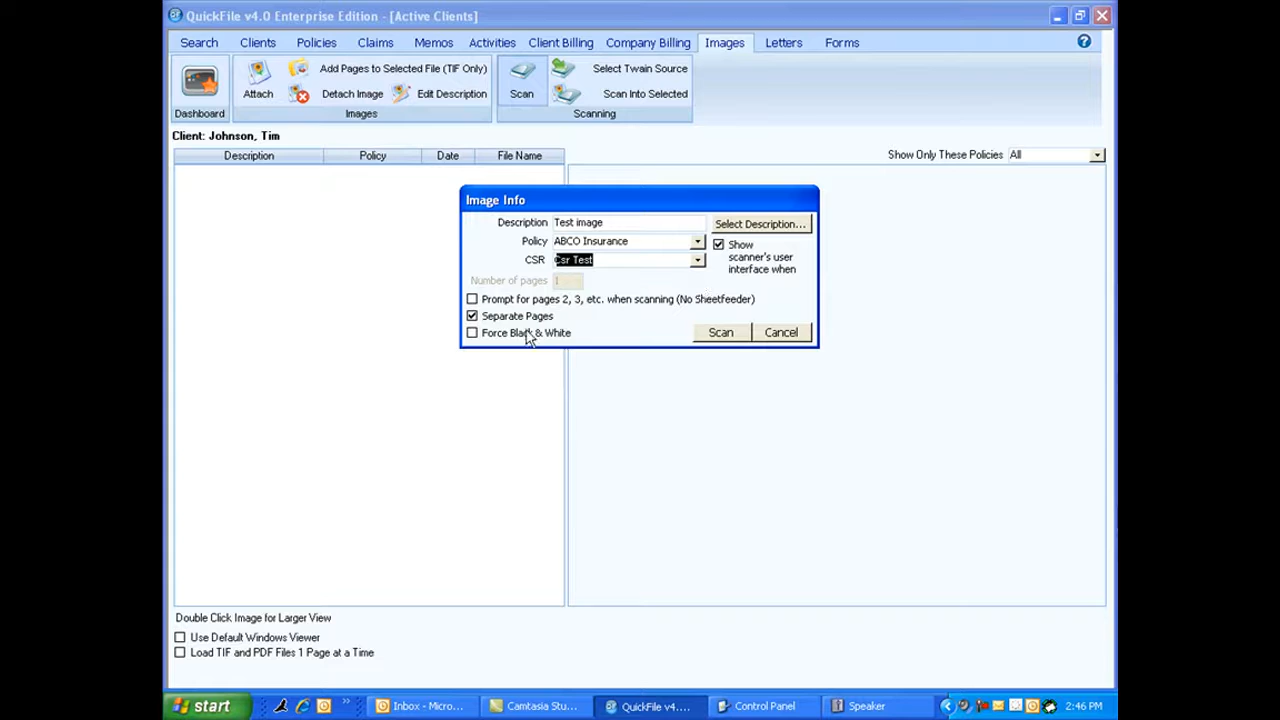 QuickFile v4.0 Enterprise Edition - [Active Clients]
Search Clients Policies Claims Memos Activities Client Billing Company Billing Images Letters Forms
Add Pages to Selected File (TIF Only) Select Twain Source
Attach Detach Image Edit Description Scan Scan Into Selected
Dashboard Images Scanning
Client: Johnson, Tim
Description Policy Date File Name Show Only These Policies All
Image Info
Description Test image Select Description...
Policy ABCO Insurance Show
CSR Csr Test scanner's user
interface when
Number of pages 1
Prompt for pages 2, 3, etc. when scanning (No Sheetfeeder)
Separate Pages
Force Black & White Scan Cancel
Double Click Image for Larger View
Use Default Windows Viewer
Load TIF and PDF Files 1 Page at a Time
start Inbox - Micro... Camtasia Stu... QuickFile v4.... Control Panel Speaker 2:46 PM